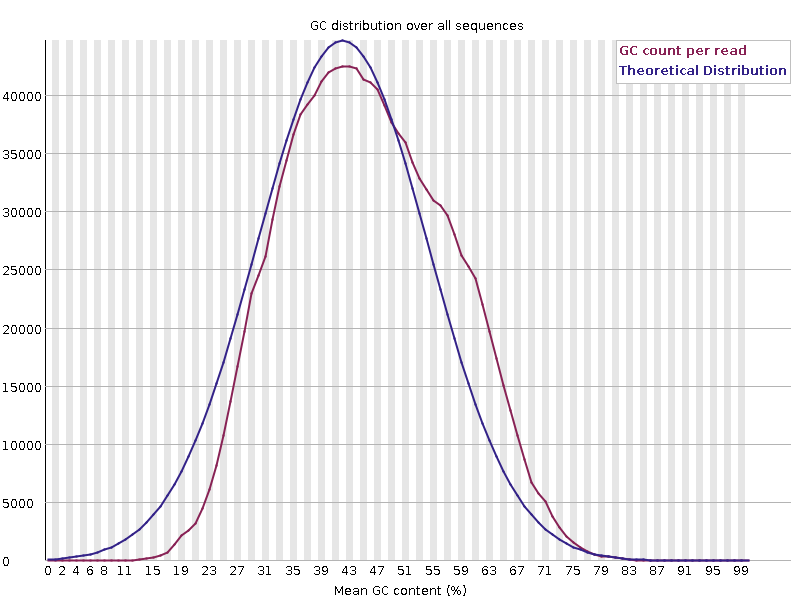 GC distribution over all sequences
GC count per read
Theoretical Distribution
40000
35000
30000
25000
20000
15000
10000
5000
0
0 2 4 6 8 11 15 19 23 27 31 35 39 43 47 51 55 59 63 67 71 75 79 83 87 91 95 99
Mean GC content (%)